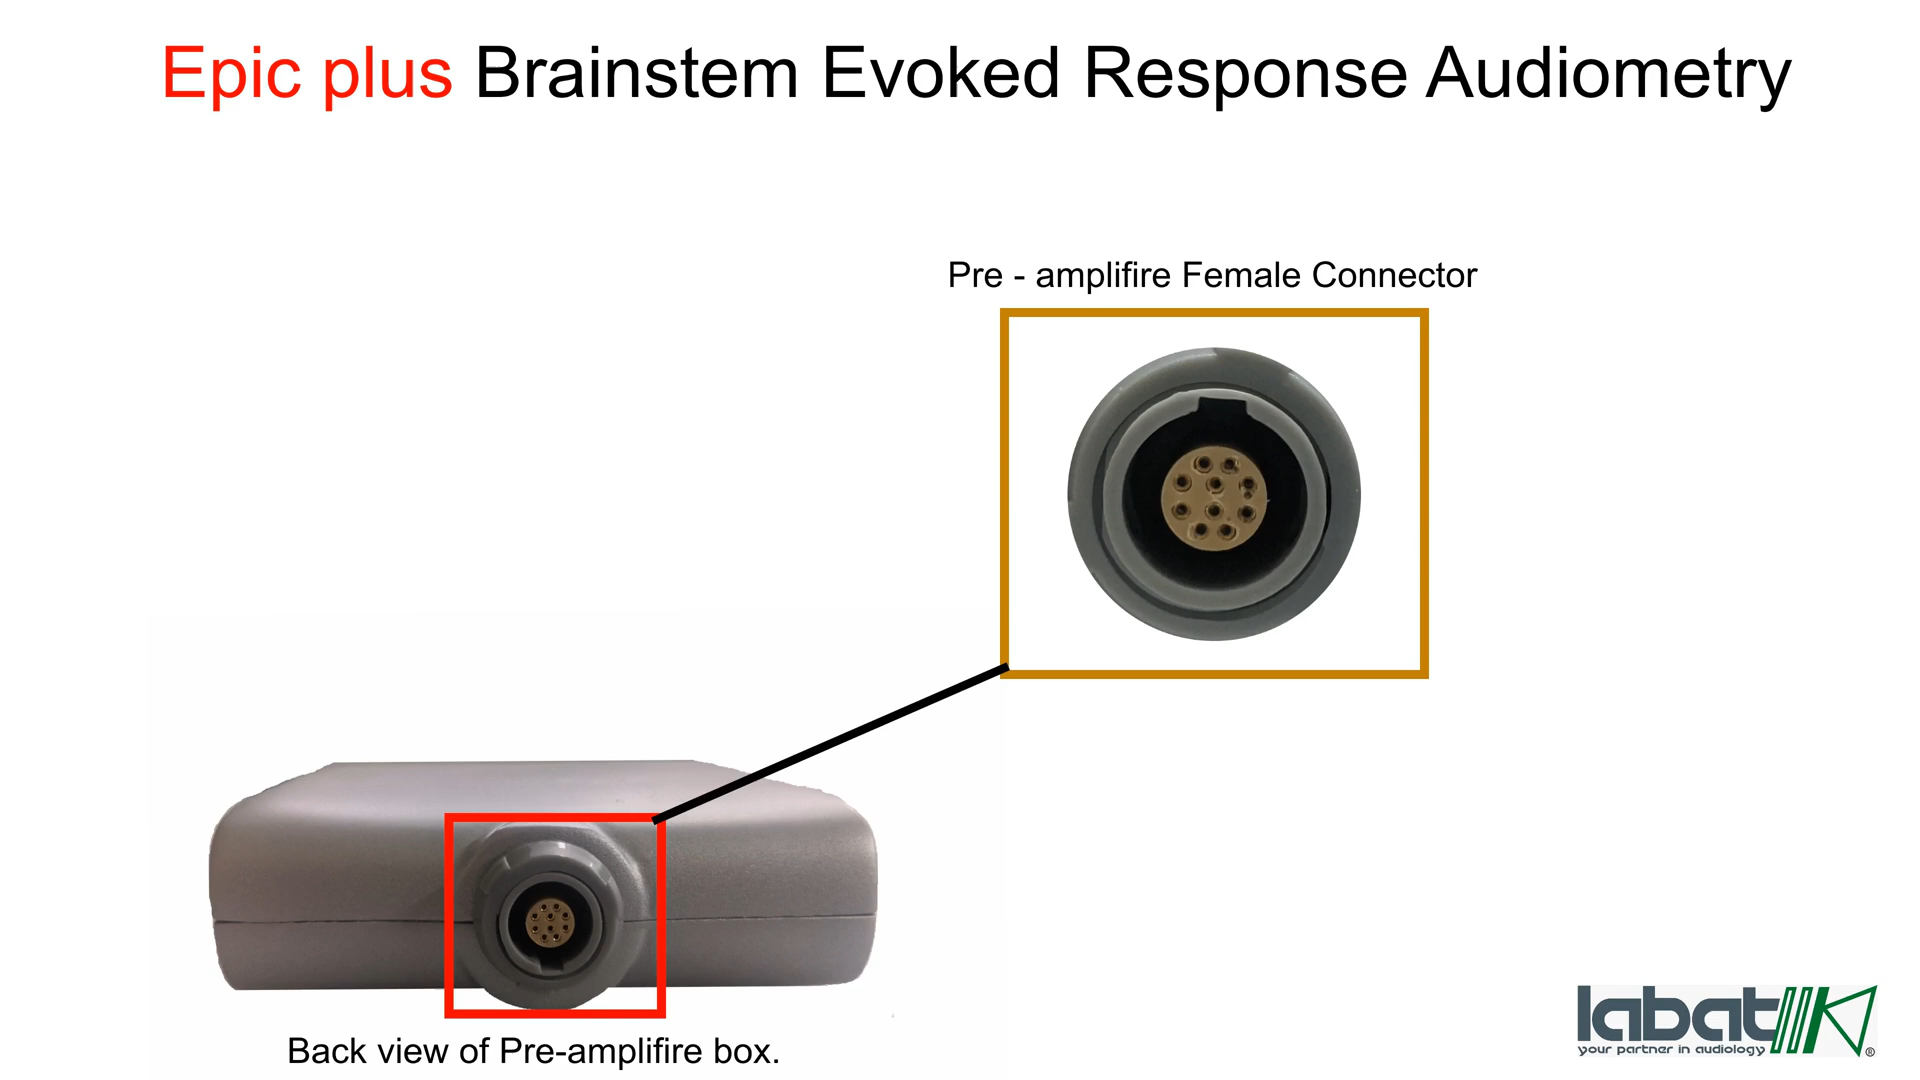 Epic plus Brainstem Evoked Response Audiometry
Pre - amplifire Female Connector
Back view of Pre-amplifire box.
labat
your partner in audiology ®